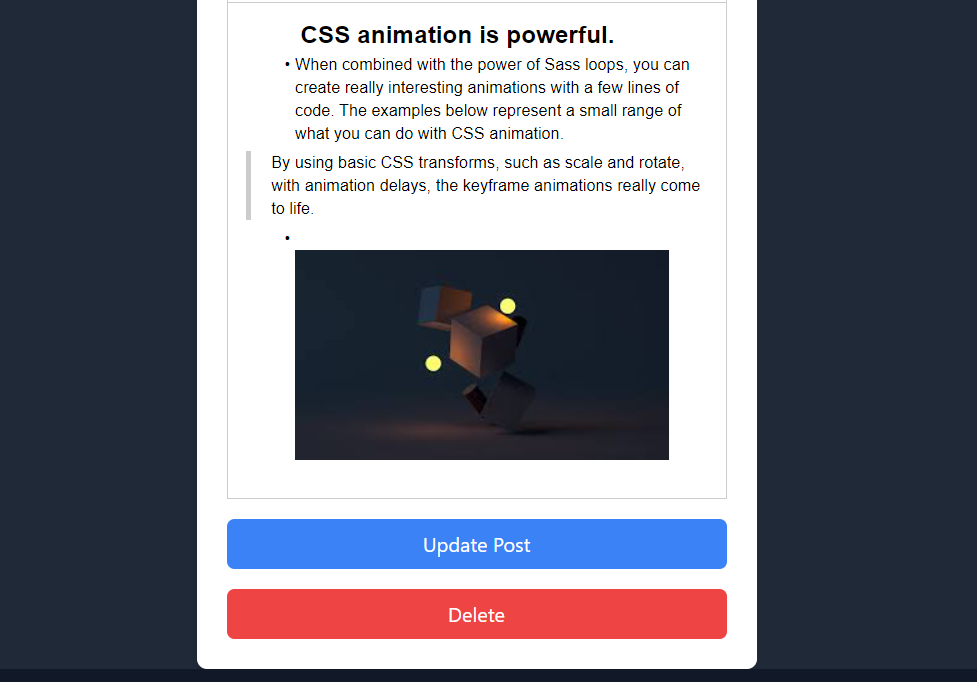 CSS animation is powerful.
• When combined with the power of Sass loops, you can
create really interesting animations with a few lines of
code. The examples below represent a small range of
what you can do with CSS animation.
By using basic CSS transforms, such as scale and rotate,
with animation delays, the keyframe animations really come
to life.
•
Update Post
Delete